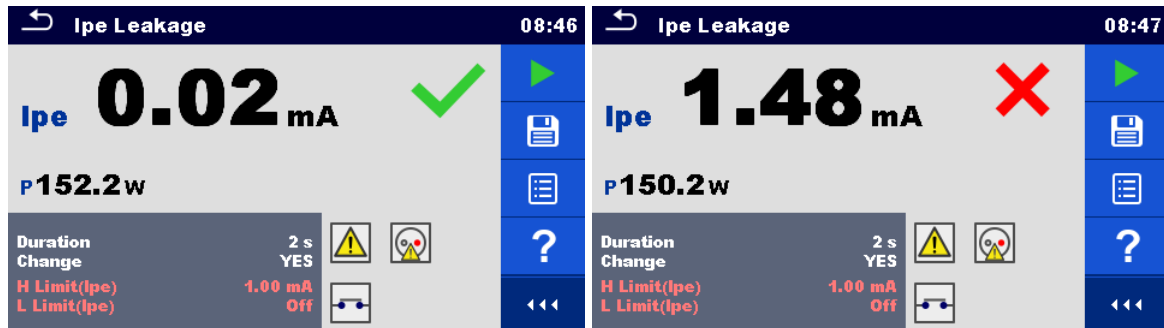 Ipe Leakage 08:46
Ipe 0.02 mA
P 152.2 W
Duration 2 s
Change YES
H Limit(Ipe) 1.00 mA
L Limit(Ipe) Off
?
Ipe Leakage 08:47
Ipe 1.48 mA
P 150.2 W
Duration 2 s
Change YES
H Limit(Ipe) 1.00 mA
L Limit(Ipe) Off
?